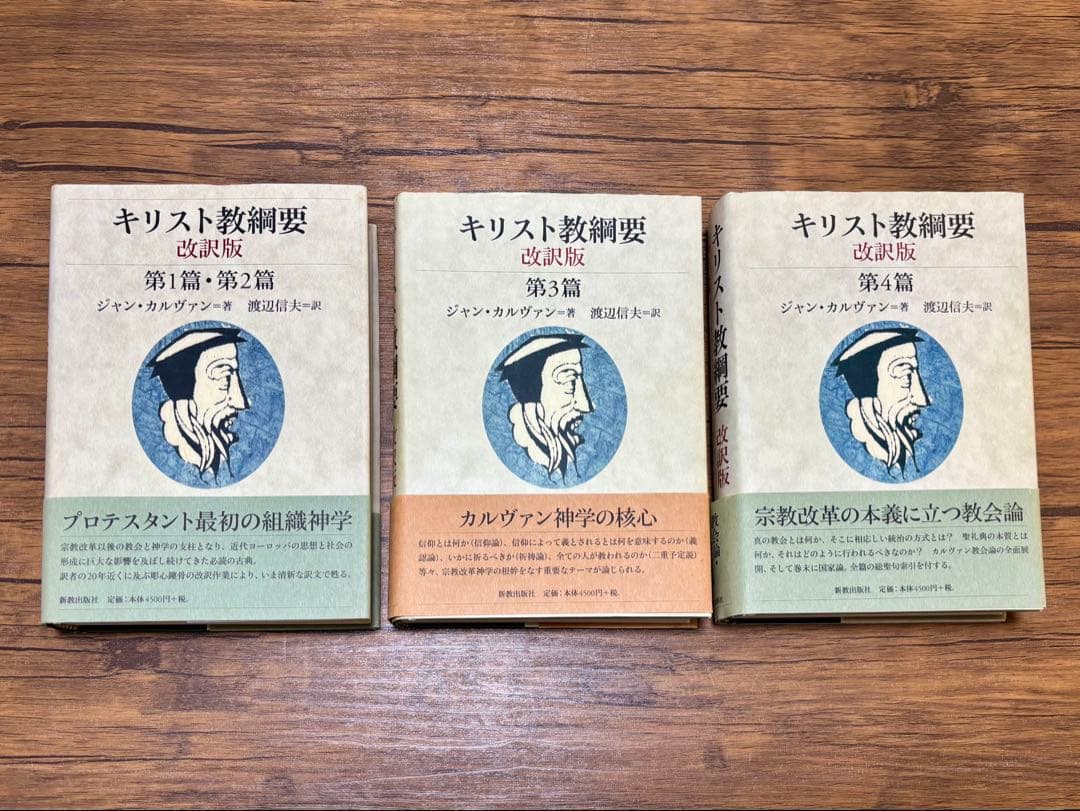 キリスト教綱要
改訳版
第1篇・第2篇
ジャン・カルヴァン=著 渡辺信夫=訳
プロテスタント最初の組織神学
宗教改革以後の教会と神学の支柱となり、近代ヨーロッパの思想と社会の
形成に巨大な影響を及ぼし続けてきた必読の古典。
訳者の20年近くに及ぶ彫心鏤骨の改訳作業により、いま清新な訳文で甦る。
新教出版社 定価:本体4500円+税
キリスト教綱要
改訳版
第3篇
ジャン・カルヴァン=著 渡辺信夫=訳
カルヴァン神学の核心
信仰とは何か(信仰論)、信仰によって義とされるとは何を意味するのか(義
認論)、いかに祈るべきか(祈祷論)、全ての人が救われるのか(二重予定説)
等々、宗教改革神学の根幹をなす重要なテーマが論じられる。
新教出版社 定価:本体4500円+税.
キリスト教綱要 改訳版
教会論・
キリスト教綱要
改訳版
第4篇
ジャン・カルヴァン=著 渡辺信夫=訳
宗教改革の本義に立つ教会論
真の教会とは何か、そこに相応しい統治の方式とは? 聖礼典の本質とは
何か、それはどのように行われるべきなのか? カルヴァン教会論の全面展
開、そして巻末に国家論。全篇の総聖句索引を付する。
新教出版社 定価:本体4500円+税.